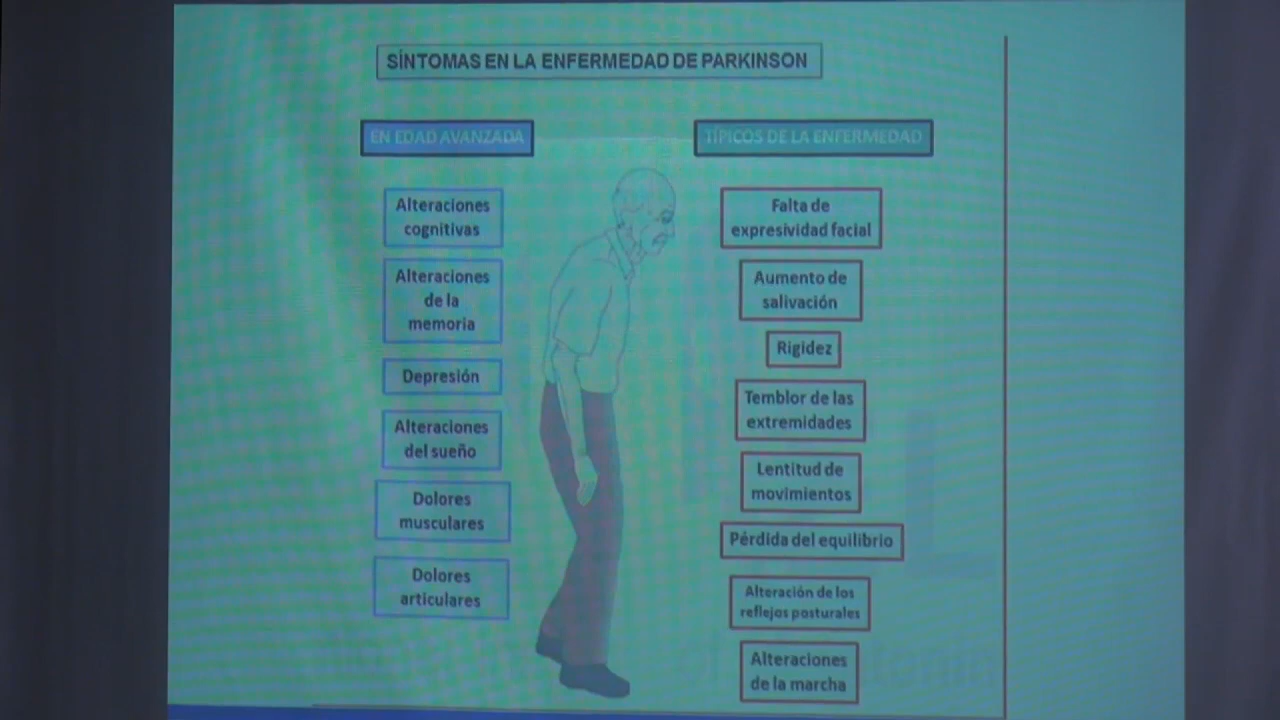 SÍNTOMAS EN LA ENFERMEDAD DE PARKINSON
EN EDAD AVANZADA
Alteraciones
cognitivas
Alteraciones
de la
memoria
Depresión
Alteraciones
del sueño
Dolores
musculares
Dolores
articulares
TÍPICOS DE LA ENFERMEDAD
Falta de
expresividad facial
Aumento de
salivación
Rigidez
Temblor de las
extremidades
Lentitud de
movimientos
Pérdida del equilibrio
Alteración de los
reflejos posturales
Alteraciones
de la marcha